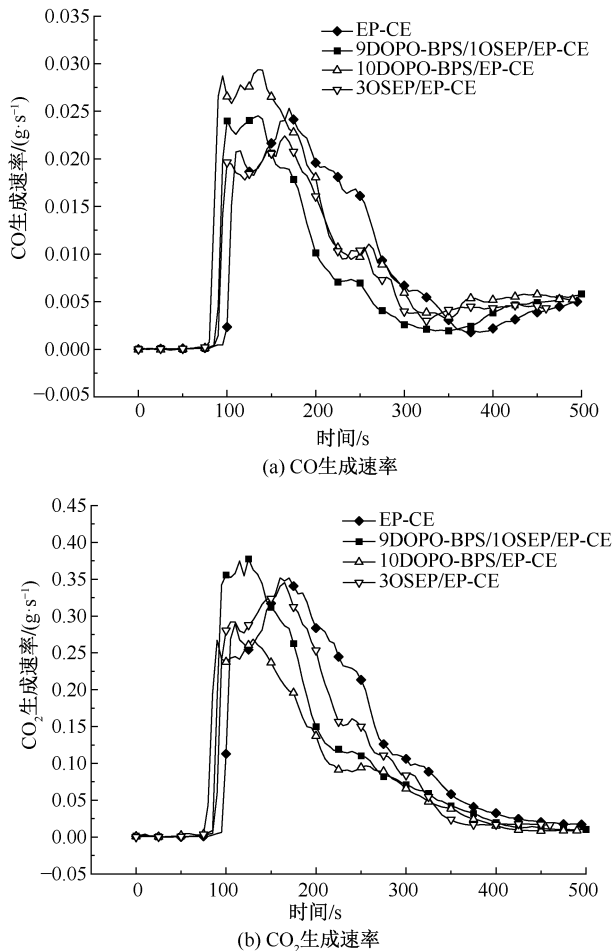 EP-CE
9DOPO-BPS/1OSEP/EP-CE
10DOPO-BPS/EP-CE
3OSEP/EP-CE
CO生成速率/(g·s⁻¹)
0.035
0.030
0.025
0.020
0.015
0.010
0.005
0.000
−0.005
0 100 200 300 400 500
时间/s
(a) CO生成速率
EP-CE
9DOPO-BPS/1OSEP/EP-CE
10DOPO-BPS/EP-CE
3OSEP/EP-CE
CO₂生成速率/(g·s⁻¹)
0.45
0.40
0.35
0.30
0.25
0.20
0.15
0.10
0.05
0.00
−0.05
0 100 200 300 400 500
时间/s
(b) CO₂生成速率